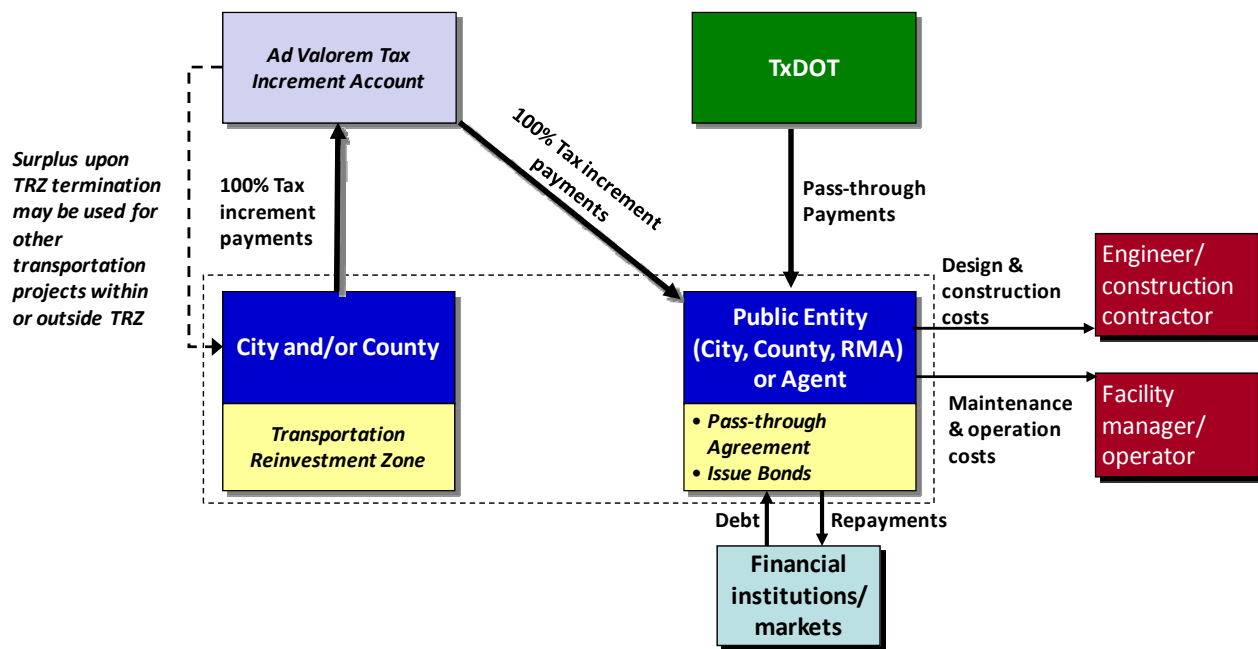 Ad Valorem Tax
Increment Account
TxDOT
Surplus upon
TRZ termination
may be used for
other
transportation
projects within
or outside TRZ
100% Tax
increment
payments
100% Tax increment
payments
Pass-through
Payments
City and/or County
Transportation
Reinvestment Zone
Public Entity
(City, County, RMA)
or Agent
• Pass-through
Agreement
• Issue Bonds
Design &
construction
costs
Engineer/
construction
contractor
Maintenance
& operation
costs
Facility
manager/
operator
Debt
Repayments
Financial
institutions/
markets